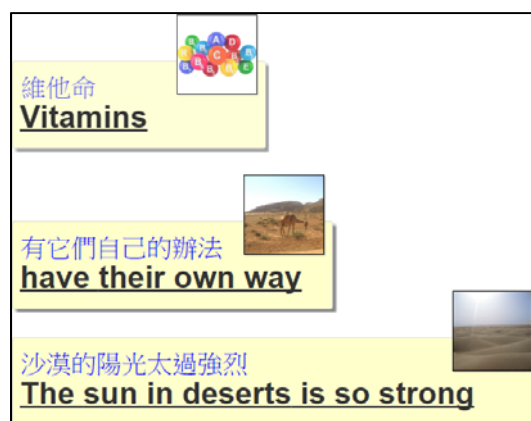 維他命
Vitamins
有它們自己的辦法
have their own way
沙漠的陽光太過強烈
The sun in deserts is so strong